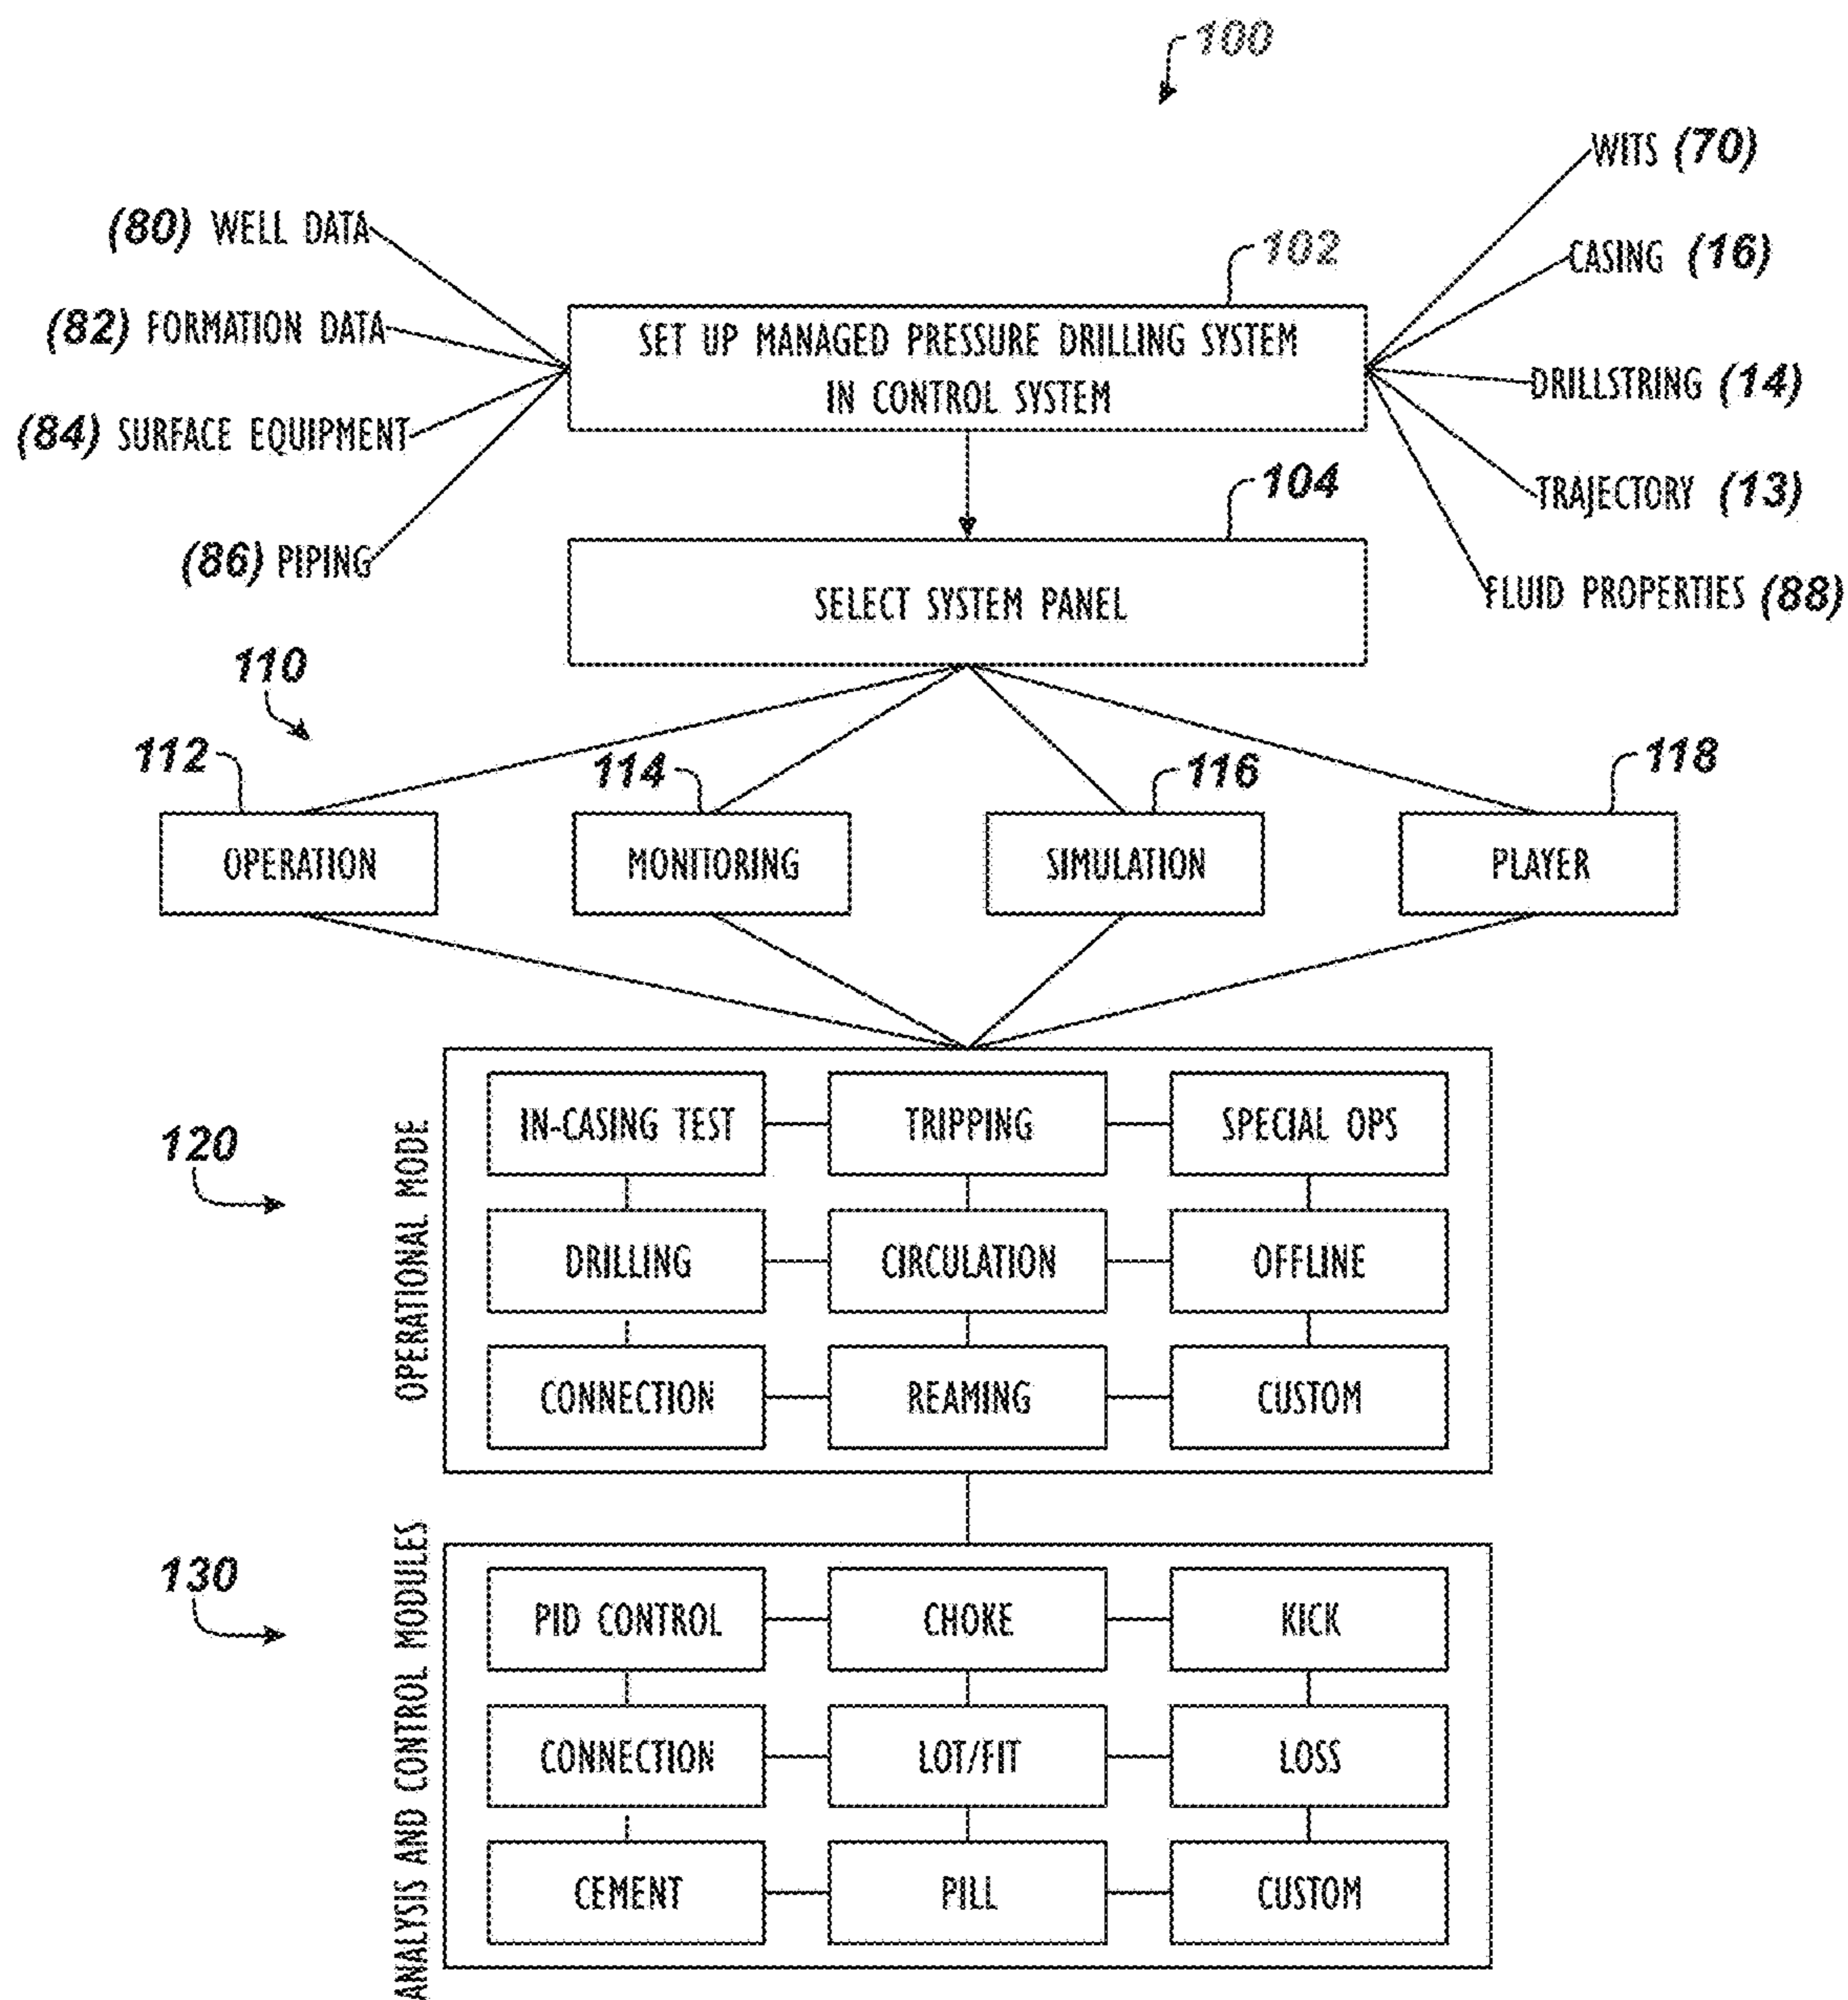 100
WITS (70)
(80) WELL DATA
102
CASING (16)
(82) FORMATION DATA
SET UP MANAGED PRESSURE DRILLING SYSTEM
IN CONTROL SYSTEM
DRILLSTRING (14)
(84) SURFACE EQUIPMENT
104
TRAJECTORY (13)
(86) PIPING
SELECT SYSTEM PANEL
FLUID PROPERTIES (88)
110
112
114
116
118
OPERATION
MONITORING
SIMULATION
PLAYER
120
OPERATIONAL MODE
IN-CASING TEST
TRIPPING
SPECIAL OPS
DRILLING
CIRCULATION
OFFLINE
CONNECTION
REAMING
CUSTOM
130
ANALYSIS AND CONTROL MODULES
PID CONTROL
CHOKE
KICK
CONNECTION
LOT/FIT
LOSS
CEMENT
PILL
CUSTOM